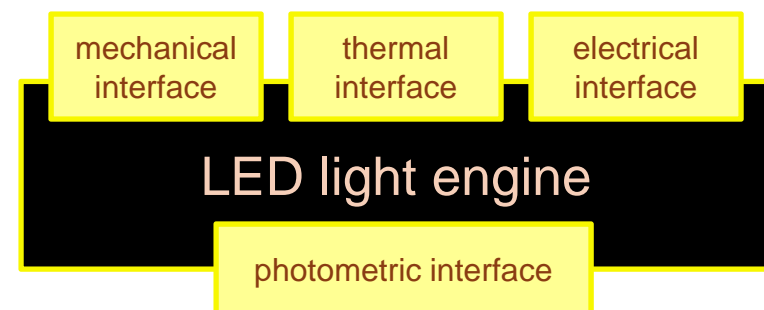 mechanical
interface
thermal
interface
electrical
interface
LED light engine
photometric interface